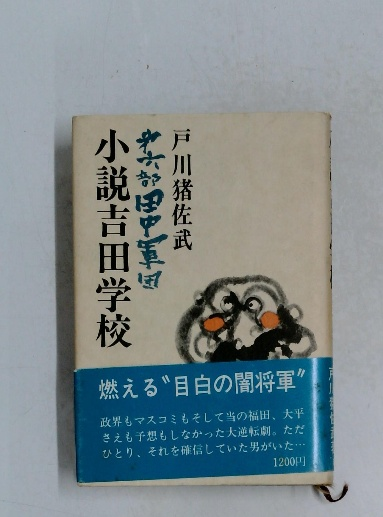 戸川猪佐武
小説吉田学校
第六部田中軍団
燃える〝目白の闇将軍〟
政界もマスコミもそして当の福田、大平
さえも予想もしなかった大逆転劇。ただ
ひとり、それを確信していた男がいた…
1200円